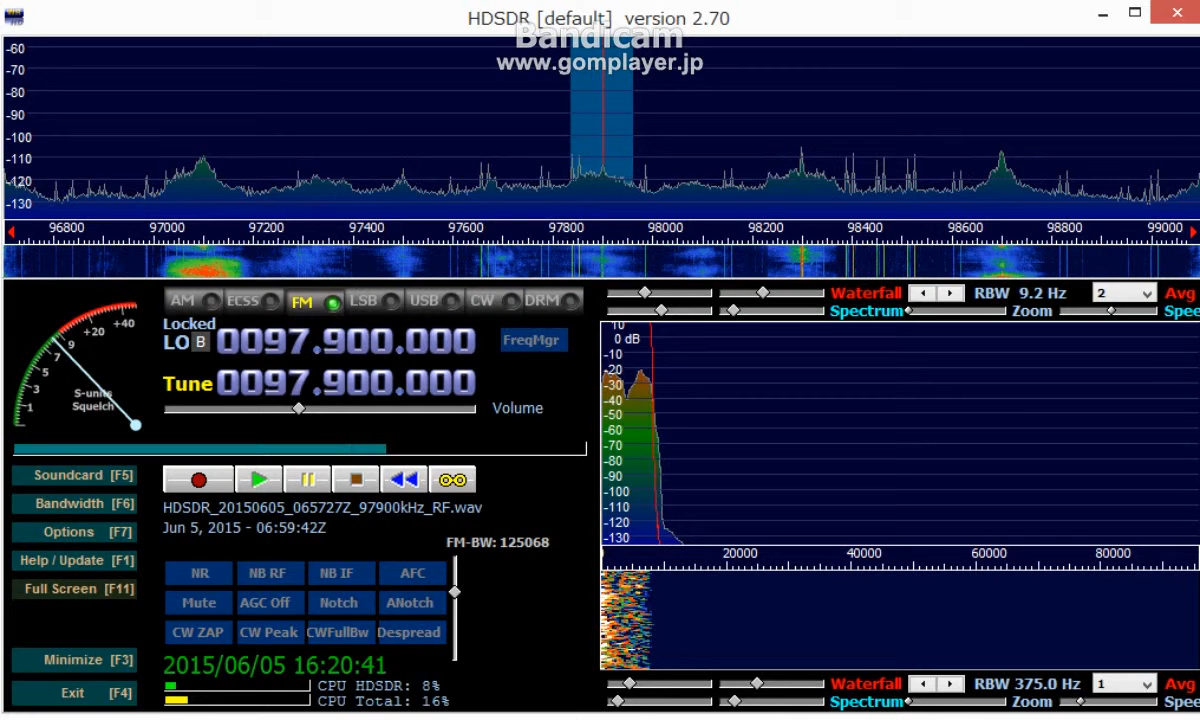 HDSDR [default] version 2.70
Bandicam
www.gomplayer.jp
-60
-70
-80
-90
-100
-110
-120
-130
96800 97000 97200 97400 97600 97800 98000 98200 98400 98600 98800 99000
AM ECSS FM LSB USB CW DRM
Locked
LO B 0097.900.000 FreqMgr
Tune 0097.900.000
Volume
1 3 5 7 9 +20 +40
S-units
Squelch
Waterfall RBW 9.2 Hz 2 Avg
Spectrum Zoom Spee
10
0 dB
-10
-20
-30
-40
-50
-60
-70
-80
-90
-100
-110
-120
-130
0 20000 40000 60000 80000
Soundcard [F5]
Bandwidth [F6]
Options [F7]
Help / Update [F1]
Full Screen [F11]
Minimize [F3]
Exit [F4]
HDSDR_20150605_065727Z_97900kHz_RF.wav
Jun 5, 2015 - 06:59:42Z
FM-BW: 125068
NR NB RF NB IF AFC
Mute AGC Off Notch ANotch
CW ZAP CW Peak CWFullBw Despread
2015/06/05 16:20:41
CPU HDSDR: 8%
CPU Total: 16%
Waterfall RBW 375.0 Hz 1 Avg
Spectrum Zoom Spee